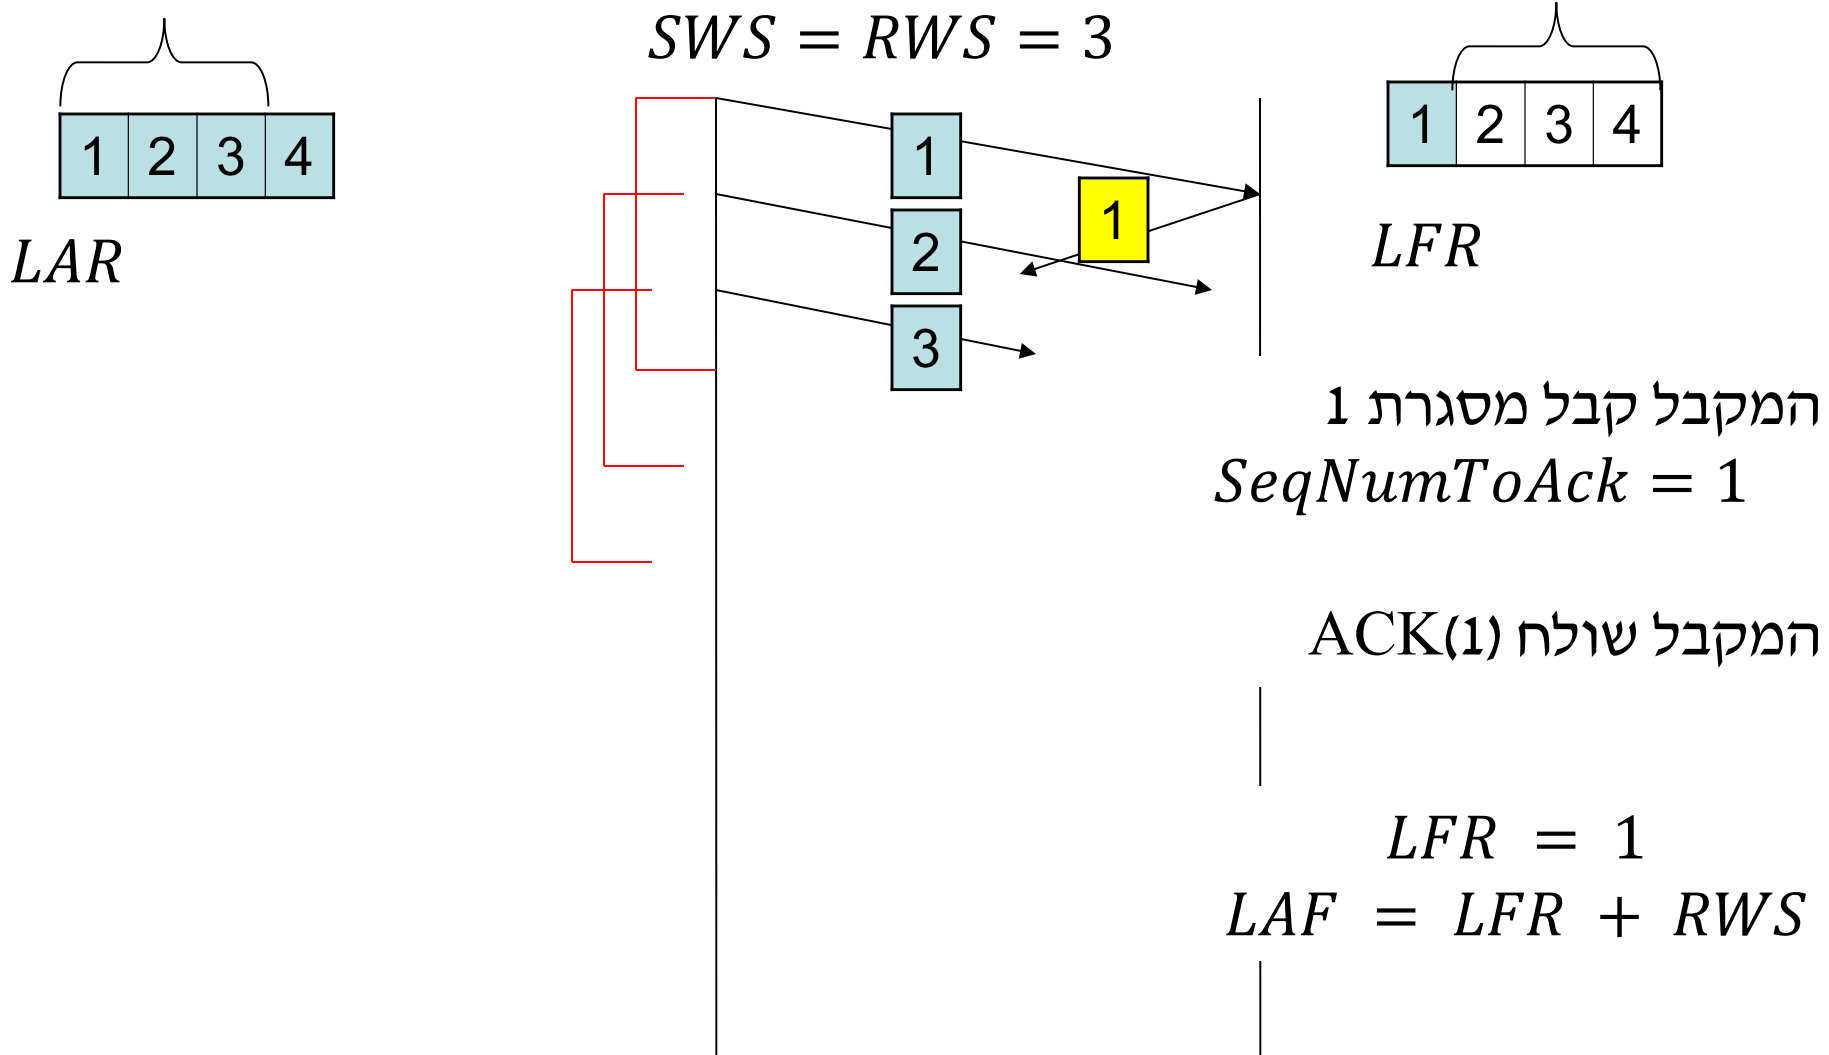 SWS = RWS = 3
1 2 3 4
LAR
1
2
3
1
1 2 3 4
LFR
המקבל קבל מסגרת 1
SeqNumToAck = 1
המקבל שולח ACK(1)
LFR = 1
LAF = LFR + RWS